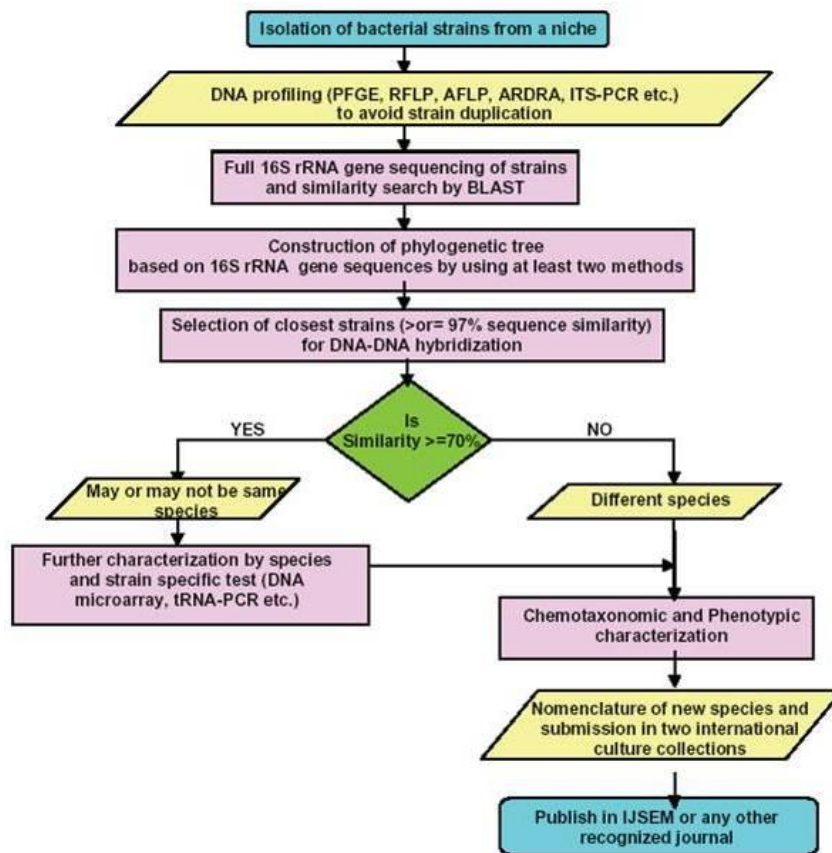 Isolation of bacterial strains from a niche
DNA profiling (PFGE, RFLP, AFLP, ARDRA, ITS-PCR etc.)
to avoid strain duplication
Full 16S rRNA gene sequencing of strains
and similarity search by BLAST
Construction of phylogenetic tree
based on 16S rRNA gene sequences by using at least two methods
Selection of closest strains (>or= 97% sequence similarity)
for DNA-DNA hybridization
Is
Similarity >=70%
YES
NO
May or may not be same
species
Different species
Further characterization by species
and strain specific test (DNA
microarray, tRNA-PCR etc.)
Chemotaxonomic and Phenotypic
characterization
Nomenclature of new species and
submission in two international
culture collections
Publish in IJSEM or any other
recognized journal